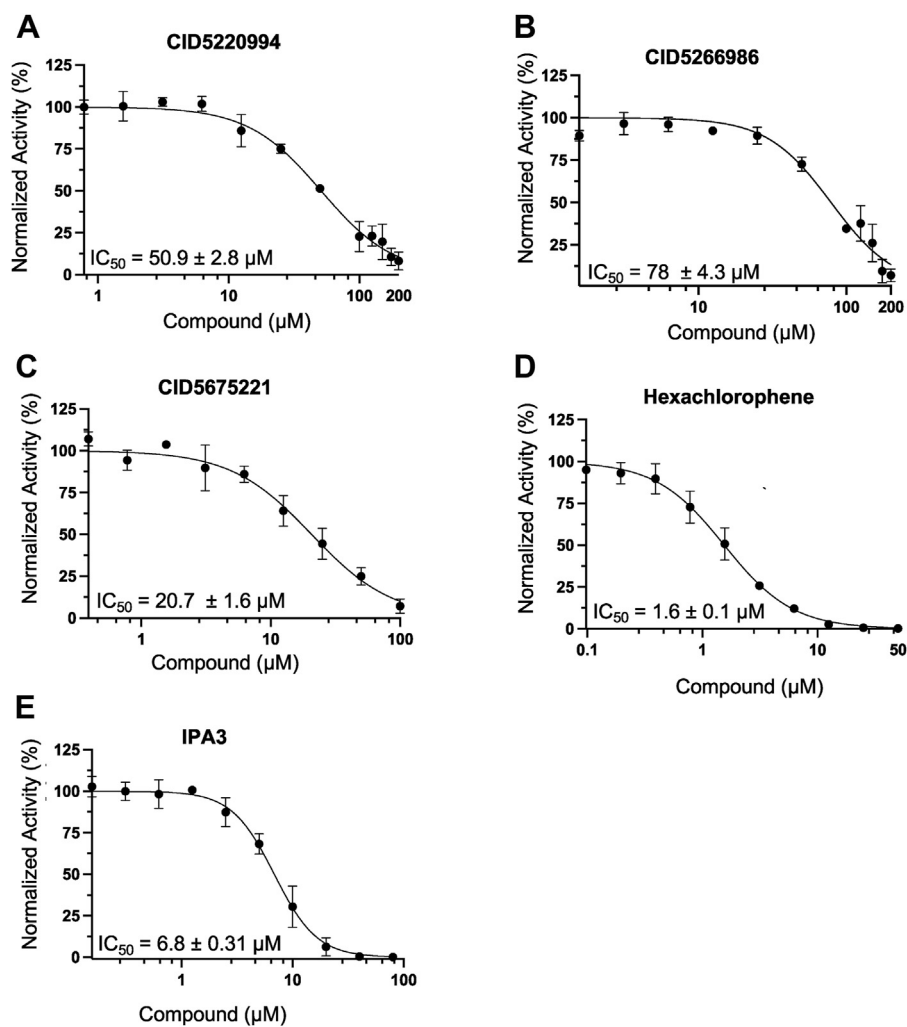 A
CID5220994
Normalized Activity (%)
125
100
75
50
25
0
IC50 = 50.9 ± 2.8 µM
1 10 100 200
Compound (µM)
B
CID5266986
Normalized Activity (%)
125
100
75
50
25
IC50 = 78 ± 4.3 µM
10 100 200
Compound (µM)
C
CID5675221
Normalized Activity (%)
125
100
75
50
25
0
IC50 = 20.7 ± 1.6 µM
1 10 100
Compound (µM)
D
Hexachlorophene
Normalized Activity (%)
125
100
75
50
25
0
IC50 = 1.6 ± 0.1 µM
0.1 1 10 50
Compound (µM)
E
IPA3
Normalized Activity (%)
125
100
75
50
25
0
IC50 = 6.8 ± 0.31 µM
1 10 100
Compound (µM)